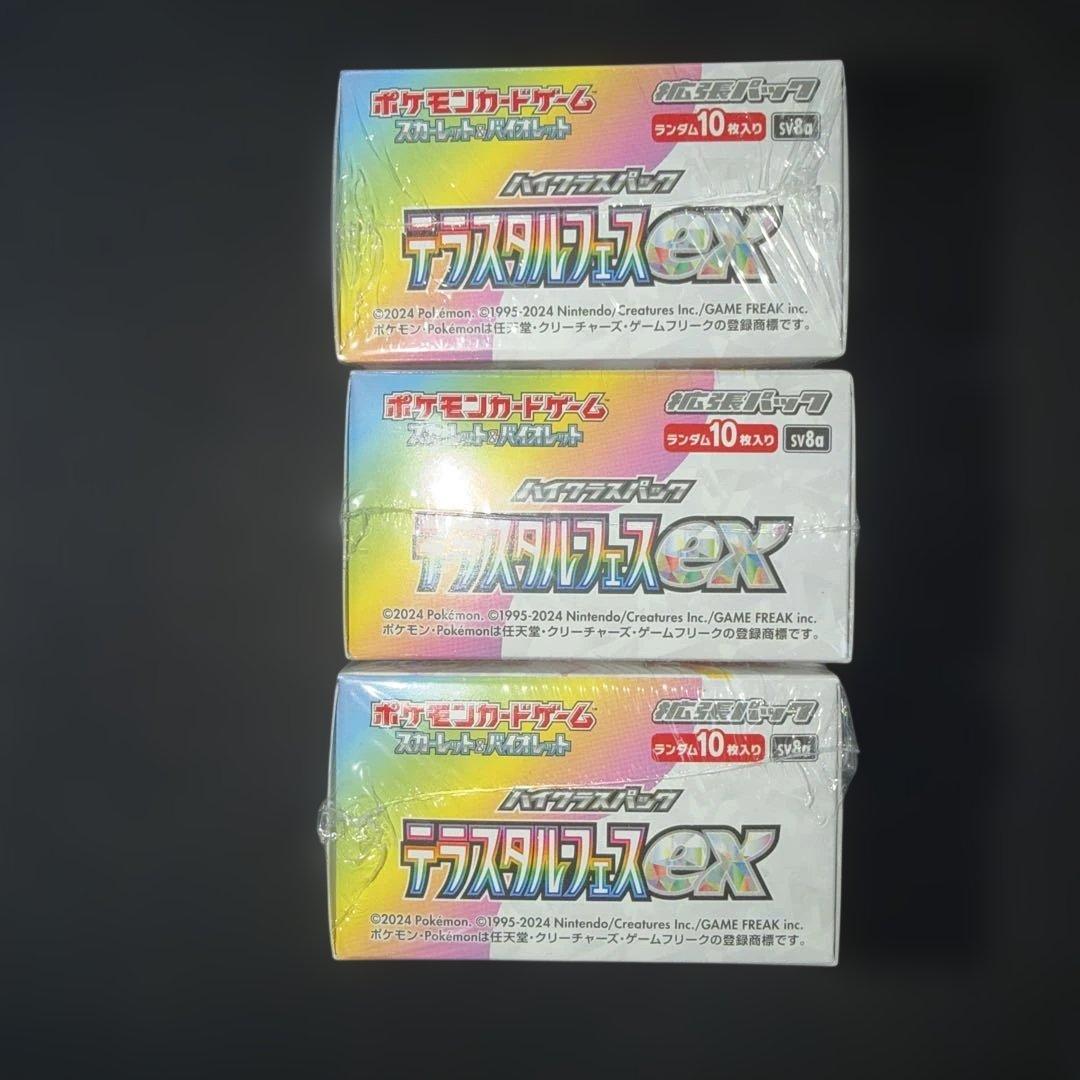 ポケモンカードゲーム
スカーレット&バイオレット
拡張パック
ランダム10枚入り SV8a
ハイクラスパック
テラスタルフェスex
©2024 Pokémon. ©1995-2024 Nintendo/Creatures Inc./GAME FREAK inc.
ポケモン・Pokémonは任天堂・クリーチャーズ・ゲームフリークの登録商標です。
ポケモンカードゲーム
スカーレット&バイオレット
拡張パック
ランダム10枚入り SV8a
ハイクラスパック
テラスタルフェスex
©2024 Pokémon. ©1995-2024 Nintendo/Creatures Inc./GAME FREAK inc.
ポケモン・Pokémonは任天堂・クリーチャーズ・ゲームフリークの登録商標です。
ポケモンカードゲーム
スカーレット&バイオレット
拡張パック
ランダム10枚入り SV8a
ハイクラスパック
テラスタルフェスex
©2024 Pokémon. ©1995-2024 Nintendo/Creatures Inc./GAME FREAK inc.
ポケモン・Pokémonは任天堂・クリーチャーズ・ゲームフリークの登録商標です。